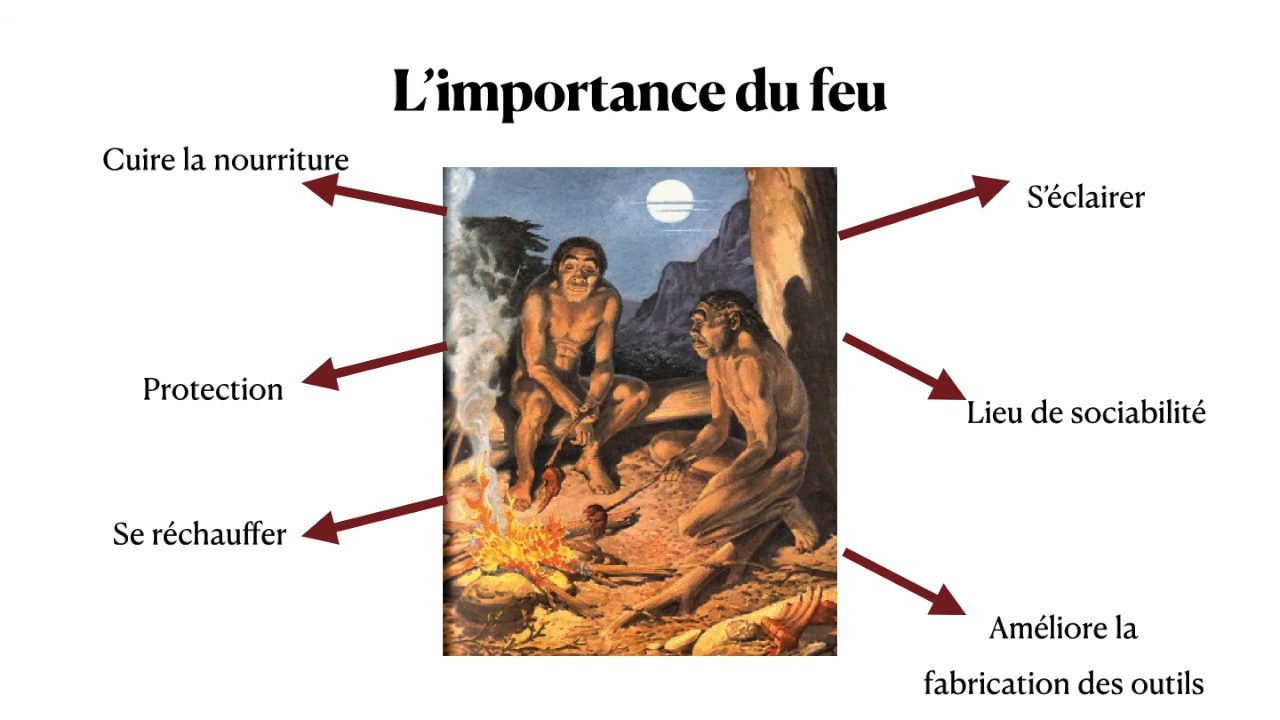 L'importance du feu
Cuire la nourriture
S'éclairer
Protection
Lieu de sociabilité
Se réchauffer
Améliore la
fabrication des outils